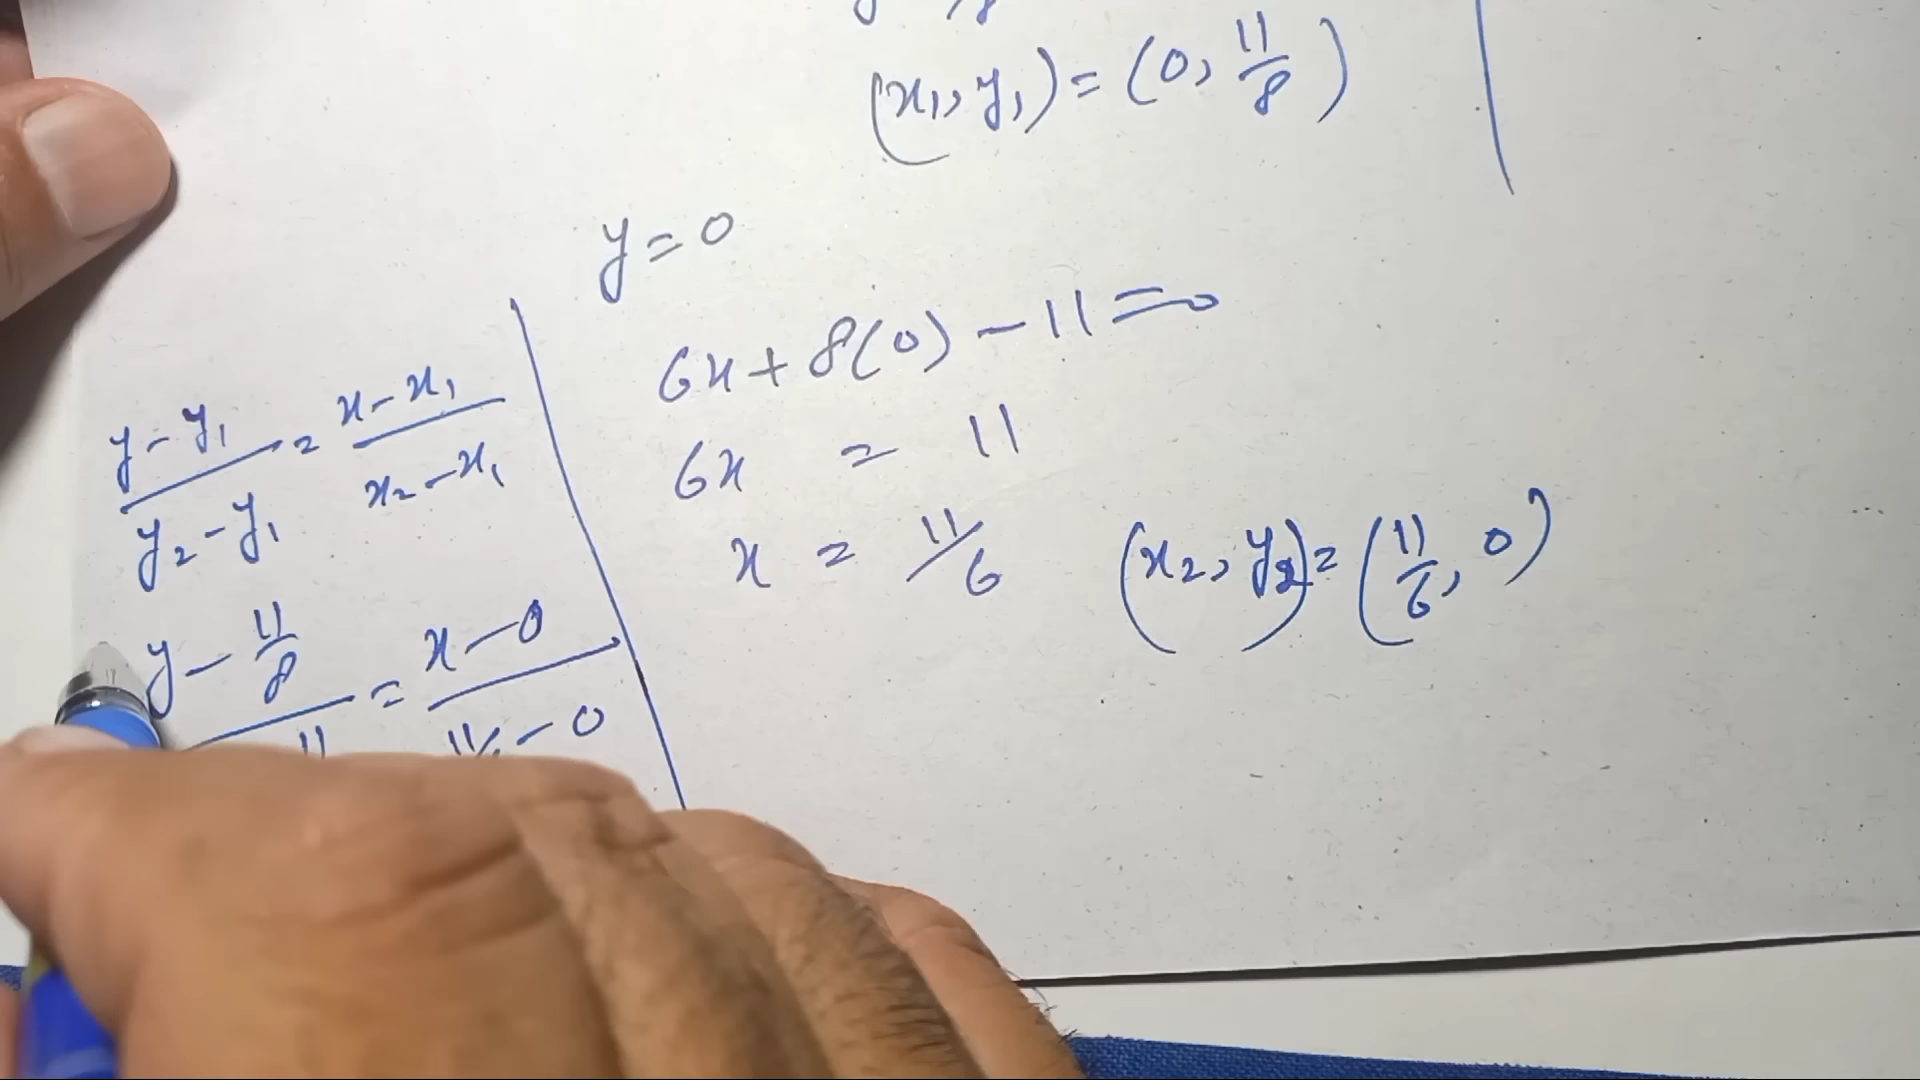 (x₁, y₁) = (0, 11/8)
y = 0
6x + 8(0) - 11 = 0
6x = 11
x = 11/6 (x₂, y₂) = (11/6, 0)
y - y₁ / y₂ - y₁ = x - x₁ / x₂ - x₁
y - 11/8 = x - 0
11 - 0